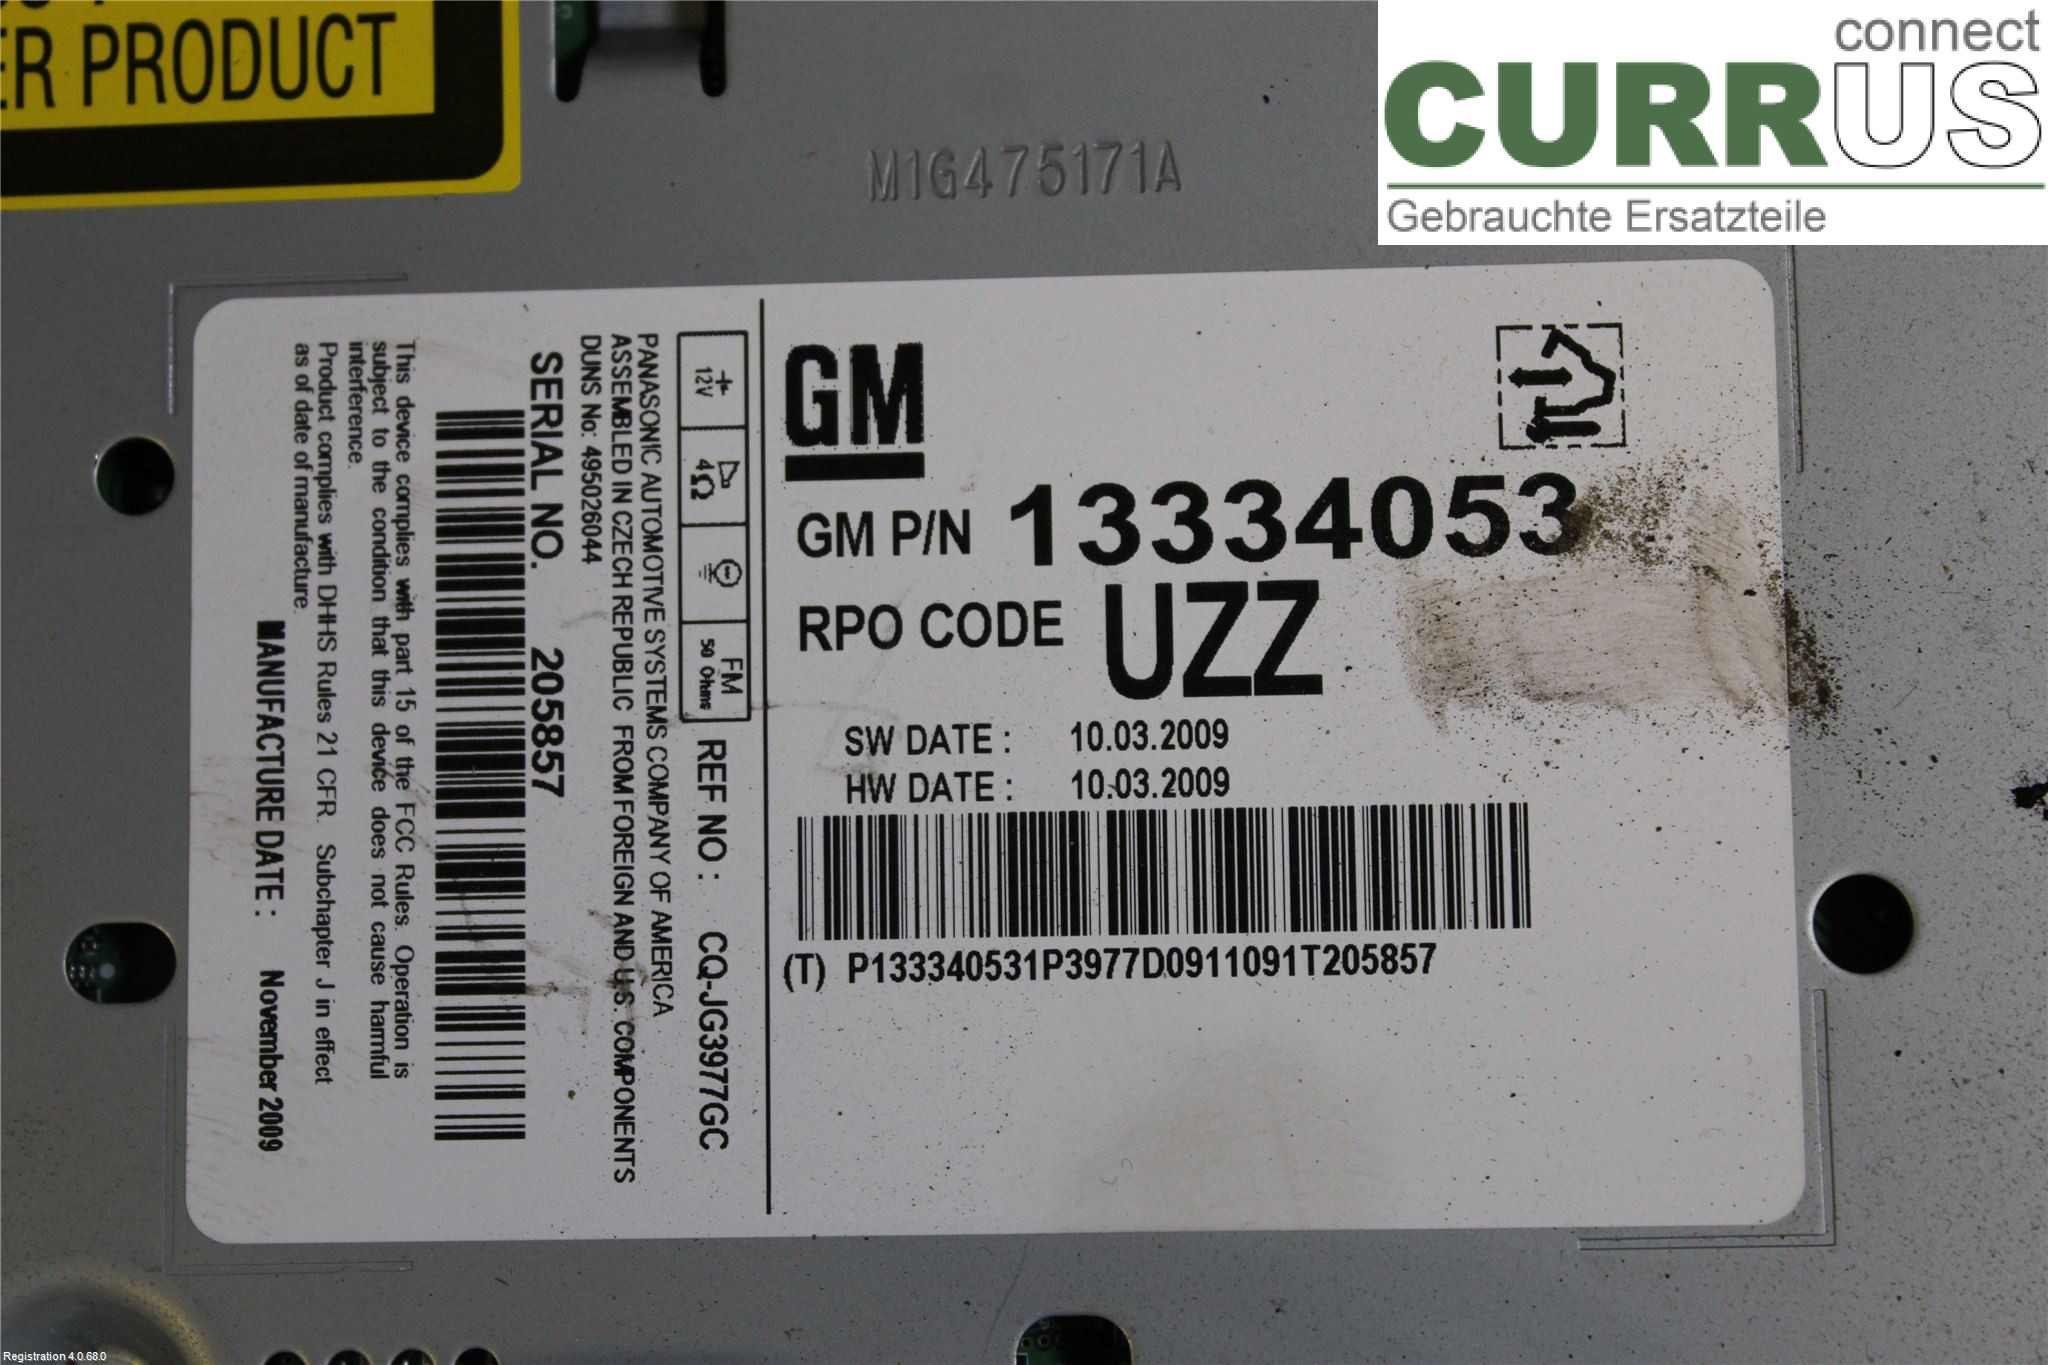 ER PRODUCT
connect
CURRUS
Gebrauchte Ersatzteile
M1G475171A
GM
GM P/N 13334053
RPO CODE UZZ
SW DATE : 10.03.2009
HW DATE : 10.03.2009
(T) P133340531P3977D0911091T205857
12V
4Ω
FM
50 Ohms
REF NO : CQ-JG3977GC
PANASONIC AUTOMOTIVE SYSTEMS COMPANY OF AMERICA
ASSEMBLED IN CZECH REPUBLIC FROM FOREIGN AND U.S. COMPONENTS
DUNS No: 495026044
SERIAL NO. 205857
This device complies with part 15 of the FCC Rules. Operation is
subject to the condition that this device does not cause harmful
interference.
Product complies with DHHS Rules 21 CFR. Subchapter J in effect
as of date of manufacture.
MANUFACTURE DATE : November 2009
Registration 4.0.68.0